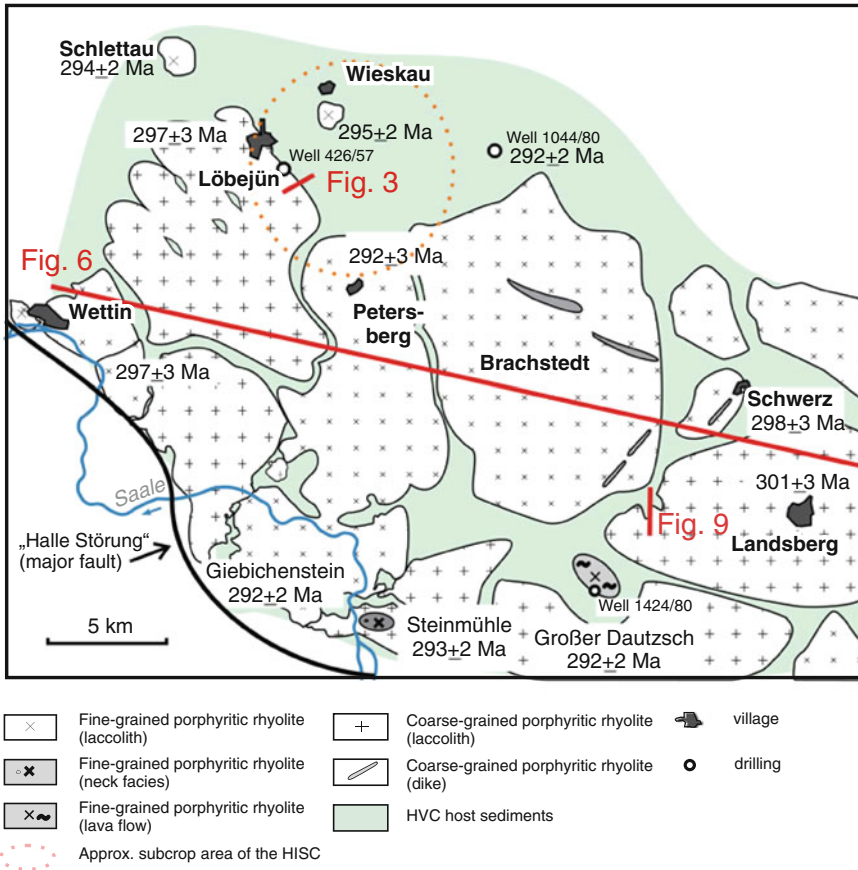 Schlettau
294±2 Ma
Wieskau
297±3 Ma
295±2 Ma
Well 1044/80
292±2 Ma
Well 426/57
Löbejün
Fig. 3
292±3 Ma
Fig. 6
Wettin
Peters-
berg
Brachstedt
297±3 Ma
Schwerz
298±3 Ma
301±3 Ma
Saale
Fig. 9
Landsberg
„Halle Störung“
(major fault)
Giebichenstein
292±2 Ma
Well 1424/80
5 km
Steinmühle
293±2 Ma
Großer Dautzsch
292±2 Ma
Fine-grained porphyritic rhyolite
(laccolith)
Fine-grained porphyritic rhyolite
(neck facies)
Fine-grained porphyritic rhyolite
(lava flow)
Approx. subcrop area of the HISC
Coarse-grained porphyritic rhyolite
(laccolith)
Coarse-grained porphyritic rhyolite
(dike)
HVC host sediments
village
drilling